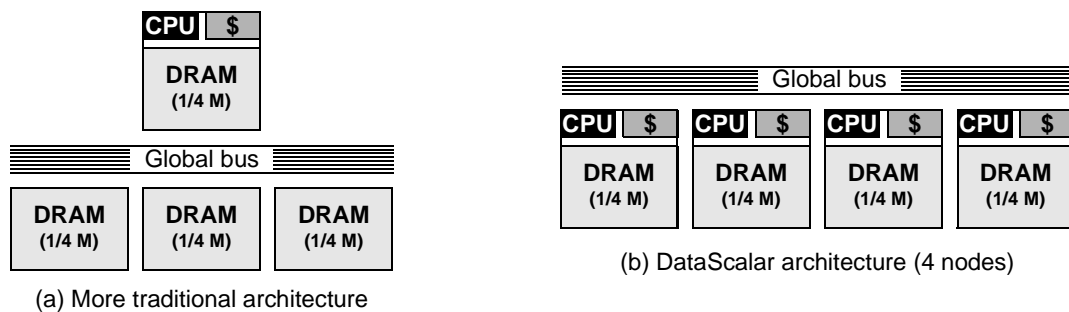 CPU $
DRAM
(1/4 M)
Global bus
DRAM DRAM DRAM
(1/4 M) (1/4 M) (1/4 M)
(a) More traditional architecture
Global bus
CPU $ CPU $ CPU $ CPU $
DRAM DRAM DRAM DRAM
(1/4 M) (1/4 M) (1/4 M) (1/4 M)
(b) DataScalar architecture (4 nodes)